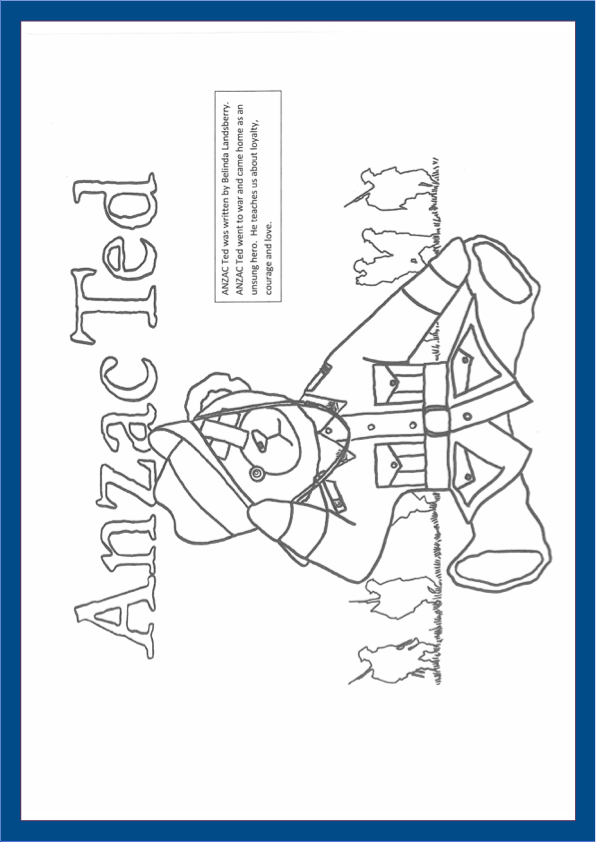 Anzac Ted
ANZAC Ted was written by Belinda Landsberry.
ANZAC Ted went to war and came home as an
unsung hero. He teaches us about loyalty,
courage and love.